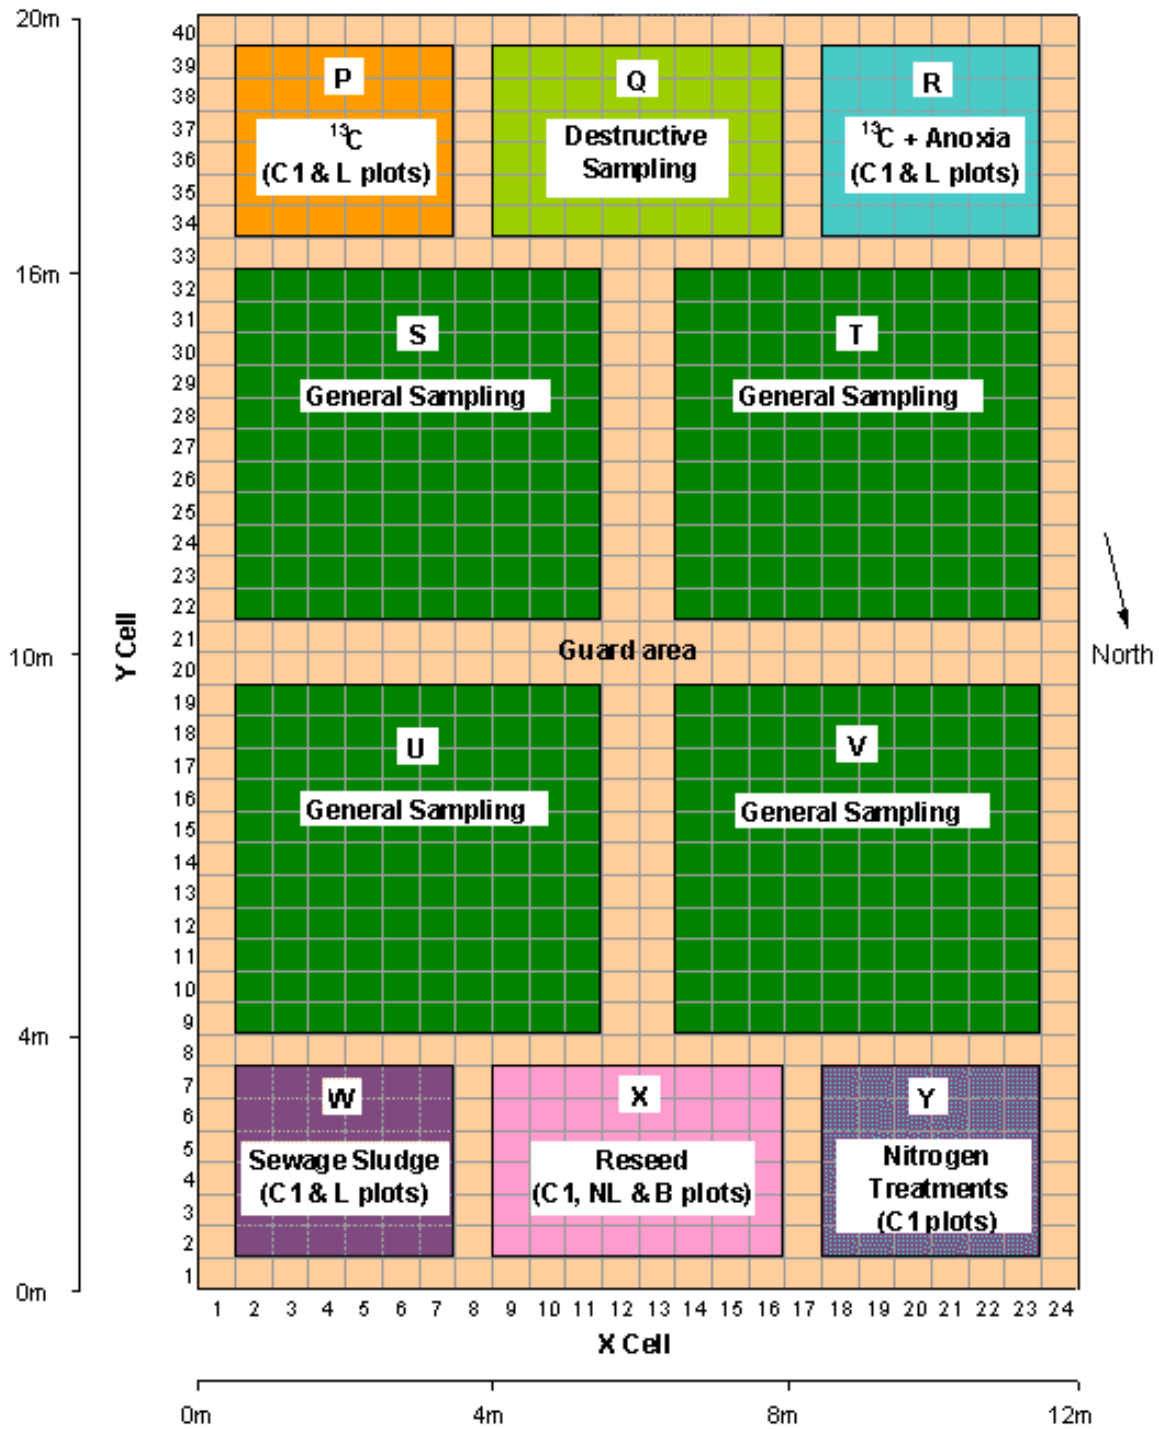 20m
16m
10m
4m
0m
Y Cell
40
39
38
37
36
35
34
33
32
31
30
29
28
27
26
25
24
23
22
21
20
19
18
17
16
15
14
13
12
11
10
9
8
7
6
5
4
3
2
1
P
13C
(C1 & L plots)
Q
Destructive
Sampling
R
13C + Anoxia
(C1 & L plots)
S
General Sampling
T
General Sampling
Guard area
North
U
General Sampling
V
General Sampling
W
Sewage Sludge
(C1 & L plots)
X
Reseed
(C1, NL & B plots)
Y
Nitrogen
Treatments
(C1 plots)
1 2 3 4 5 6 7 8 9 10 11 12 13 14 15 16 17 18 19 20 21 22 23 24
X Cell
0m 4m 8m 12m